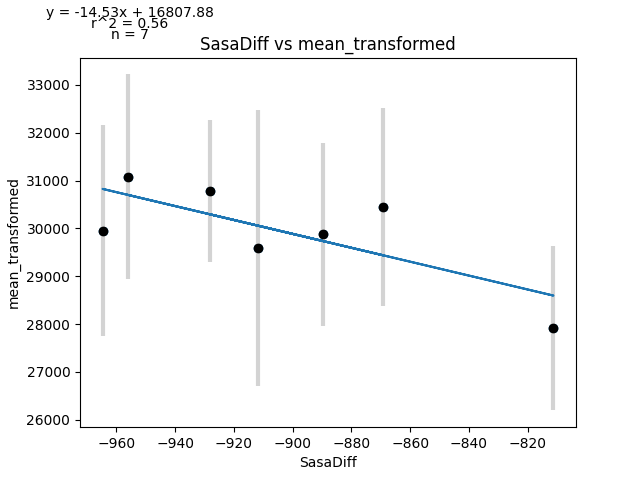 y = -14.53x + 16807.88
r^2 = 0.56
n = 7
SasaDiff vs mean_transformed
33000
32000
31000
30000
29000
28000
27000
26000
mean_transformed
−960
−940
−920
−900
−880
−860
−840
−820
SasaDiff